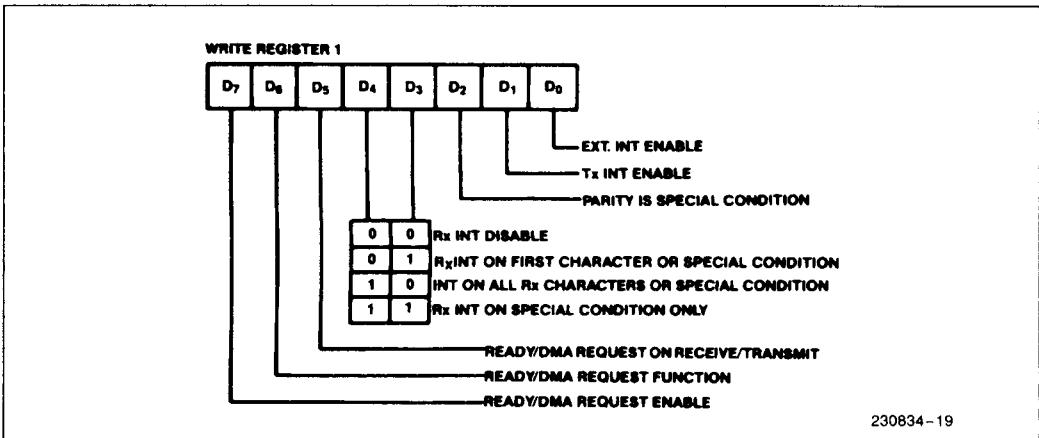 WRITE REGISTER 1
D7 D6 D5 D4 D3 D2 D1 D0
EXT. INT ENABLE
Tx INT ENABLE
PARITY IS SPECIAL CONDITION
0 0 Rx INT DISABLE
0 1 RxINT ON FIRST CHARACTER OR SPECIAL CONDITION
1 0 INT ON ALL Rx CHARACTERS OR SPECIAL CONDITION
1 1 Rx INT ON SPECIAL CONDITION ONLY
READY/DMA REQUEST ON RECEIVE/TRANSMIT
READY/DMA REQUEST FUNCTION
READY/DMA REQUEST ENABLE
230834-19